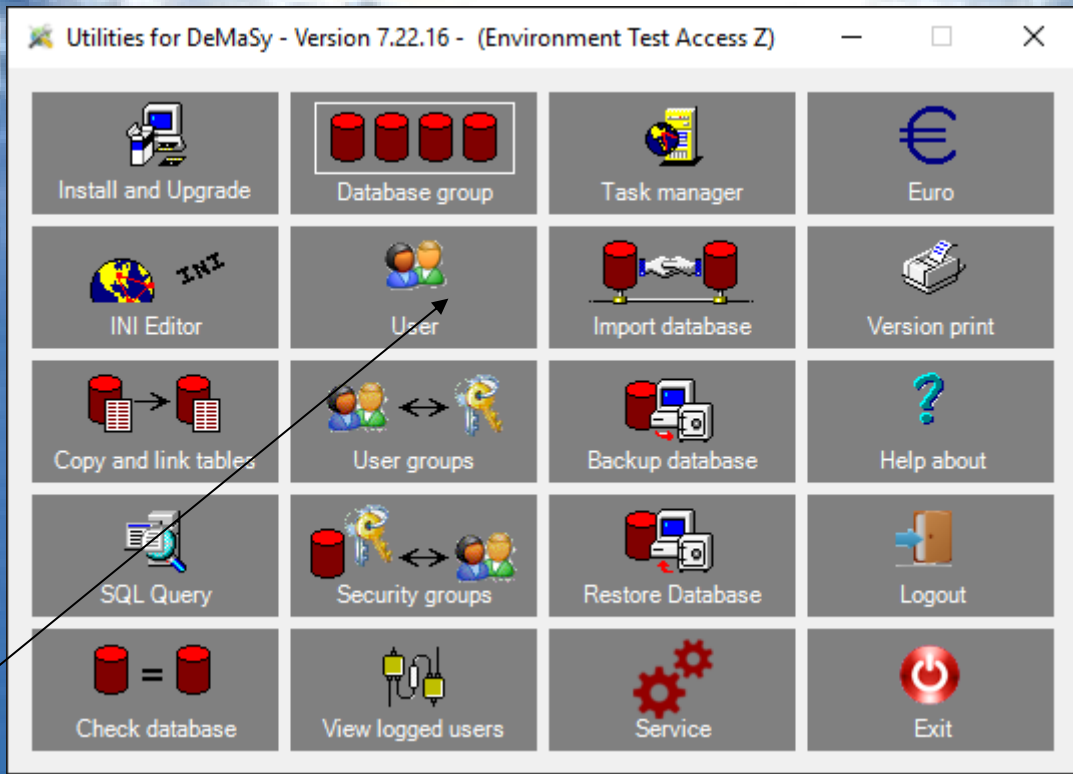 Utilities for DeMaSy - Version 7.22.16 - (Environment Test Access Z)
Install and Upgrade
Database group
Task manager
Euro
INI
INI Editor
User
Import database
Version print
Copy and link tables
User groups
Backup database
Help about
SQL Query
Security groups
Restore Database
Logout
Check database
View logged users
Service
Exit